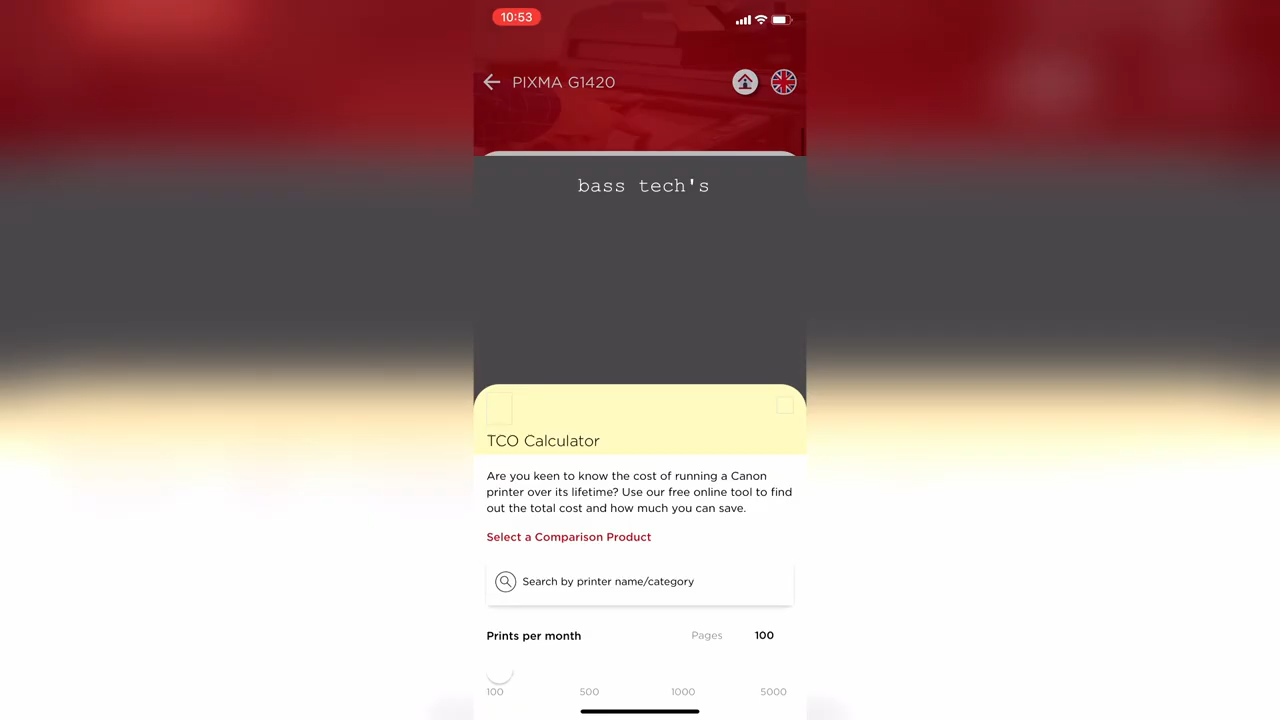 10:53
PIXMA G1420
bass tech's
TCO Calculator
Are you keen to know the cost of running a Canon
printer over its lifetime? Use our free online tool to find
out the total cost and how much you can save.
Select a Comparison Product
Search by printer name/category
Prints per month Pages 100
100 500 1000 5000